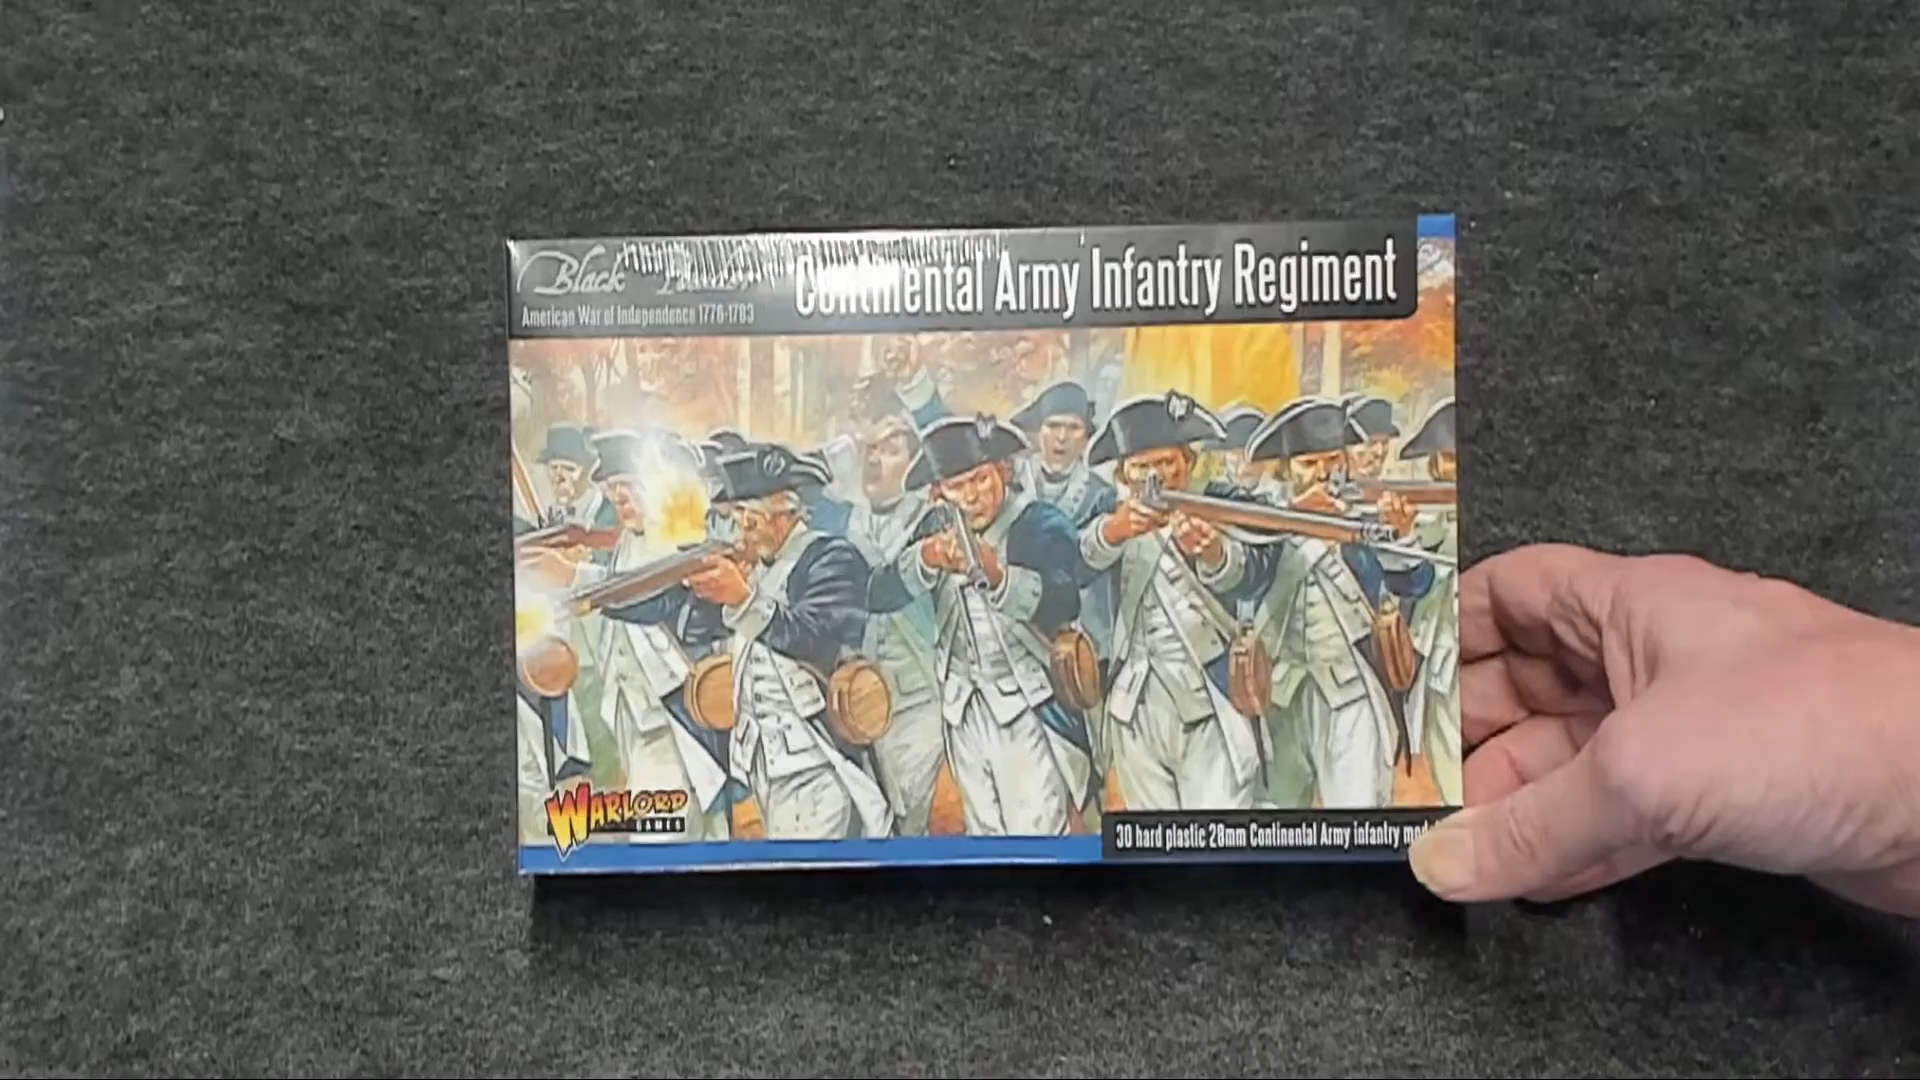 Black Powder
Continental Army Infantry Regiment
American War of Independence 1776-1783
WARLORD
GAMES
30 hard plastic 28mm Continental Army infantry